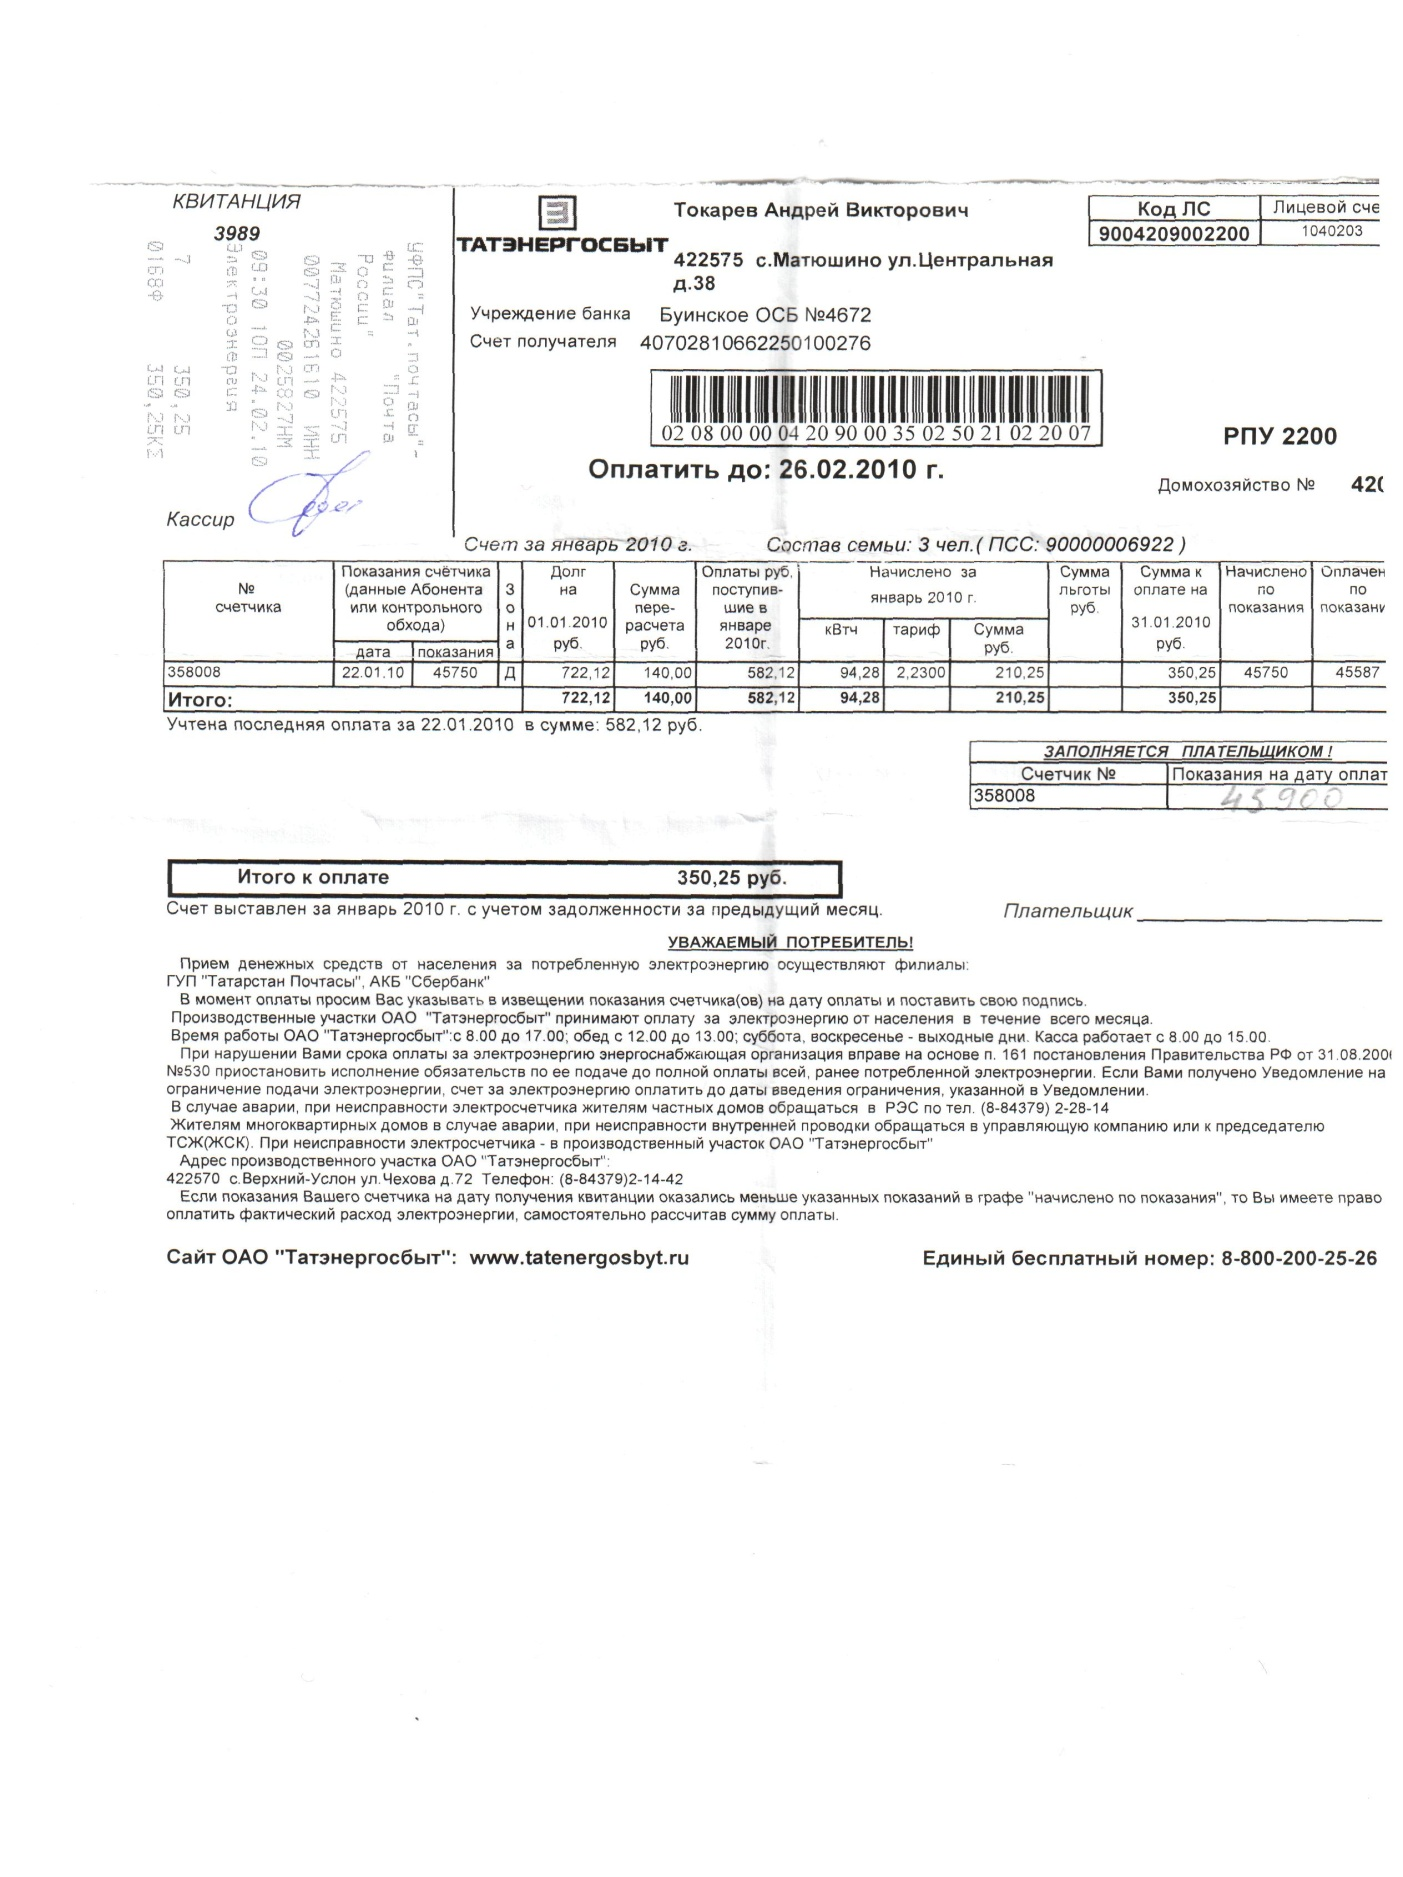 КВИТАНЦИЯ
3989
УФПС"Тат.почтасы"-
филиал "Почта
России"
Матюшино 422575
007724261610 ИНН
0025827НМ
09:30 1ОП 24.02.10
Электроэнергия
7 350,25
0168Ф 350,25К3
Кассир
ТАТЭНЕРГОСБЫТ
Токарев Андрей Викторович
422575 с.Матюшино ул.Центральная
д.38
Код ЛС Лицевой сче
9004209002200 1040203
Учреждение банка Буинское ОСБ №4672
Счет получателя 40702810662250100276
02 08 00 00 04 20 90 00 35 02 50 21 02 20 07
РПУ 2200
Оплатить до: 26.02.2010 г.
Домохозяйство № 420
Счет за январь 2010 г. Состав семьи: 3 чел.( ПСС: 90000006922 )
№ счетчика
Показания счётчика (данные Абонента или контрольного обхода)
дата показания
Зона
Долг на 01.01.2010 руб.
Сумма пере- расчета руб.
Оплаты руб. поступив- шие в январе 2010г.
Начислено за январь 2010 г.
кВтч тариф Сумма руб.
Сумма льготы руб.
Сумма к оплате на 31.01.2010 руб.
Начислено по показания
Оплачен по показани
358008 22.01.10 45750 Д 722,12 140,00 582,12 94,28 2,2300 210,25 350,25 45750 45587
Итого: 722,12 140,00 582,12 94,28 210,25 350,25
Учтена последняя оплата за 22.01.2010 в сумме: 582,12 руб.
ЗАПОЛНЯЕТСЯ ПЛАТЕЛЬЩИКОМ!
Счетчик № Показания на дату оплат
358008 45900
Итого к оплате 350,25 руб.
Счет выставлен за январь 2010 г. с учетом задолженности за предыдущий месяц. Плательщик
УВАЖАЕМЫЙ ПОТРЕБИТЕЛЬ!
Прием денежных средств от населения за потребленную электроэнергию осуществляют филиалы:
ГУП "Татарстан Почтасы", АКБ "Сбербанк"
В момент оплаты просим Вас указывать в извещении показания счетчика(ов) на дату оплаты и поставить свою подпись.
Производственные участки ОАО "Татэнергосбыт" принимают оплату за электроэнергию от населения в течение всего месяца.
Время работы ОАО "Татэнергосбыт":с 8.00 до 17.00; обед с 12.00 до 13.00; суббота, воскресенье - выходные дни. Касса работает с 8.00 до 15.00.
При нарушении Вами срока оплаты за электроэнергию энергоснабжающая организация вправе на основе п. 161 постановления Правительства РФ от 31.08.2006
№530 приостановить исполнение обязательств по ее подаче до полной оплаты всей, ранее потребленной электроэнергии. Если Вами получено Уведомление на
ограничение подачи электроэнергии, счет за электроэнергию оплатить до даты введения ограничения, указанной в Уведомлении.
В случае аварии, при неисправности электросчетчика жителям частных домов обращаться в РЭС по тел. (8-84379) 2-28-14
Жителям многоквартирных домов в случае аварии, при неисправности внутренней проводки обращаться в управляющую компанию или к председателю
ТСЖ(ЖСК). При неисправности электросчетчика - в производственный участок ОАО "Татэнергосбыт"
Адрес производственного участка ОАО "Татэнергосбыт":
422570 с.Верхний-Услон ул.Чехова д.72 Телефон: (8-84379)2-14-42
Если показания Вашего счетчика на дату получения квитанции оказались меньше указанных показаний в графе "начислено по показания", то Вы имеете право
оплатить фактический расход электроэнергии, самостоятельно рассчитав сумму оплаты.
Сайт ОАО "Татэнергосбыт": www.tatenergosbyt.ru Единый бесплатный номер: 8-800-200-25-26